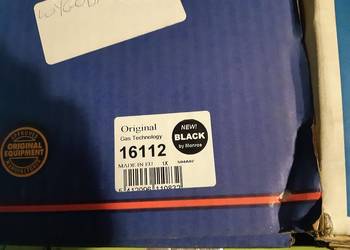 Original
Gas Technology
16112
MADE IN EU 1X
NEW!
BLACK
by Monroe
ORIGINAL
EQUIPMENT